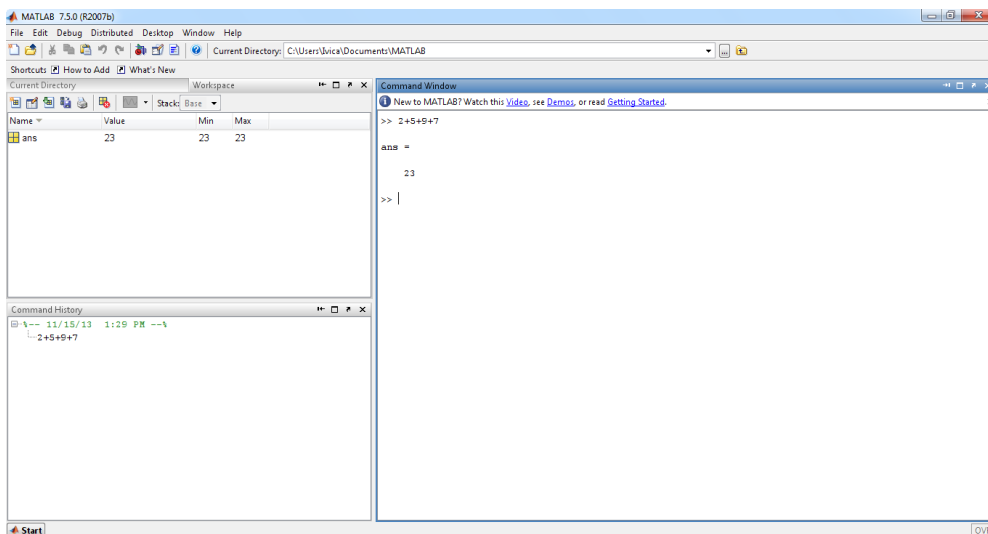 MATLAB 7.5.0 (R2007b)
File Edit Debug Distributed Desktop Window Help
Current Directory: C:\Users\Ivica\Documents\MATLAB
Shortcuts How to Add What's New
Current Directory Workspace
Stack: Base
Name Value Min Max
ans 23 23 23
Command History
%-- 11/15/13 1:29 PM --%
2+5+9+7
Command Window
New to MATLAB? Watch this Video, see Demos, or read Getting Started.
>> 2+5+9+7
ans =
23
>>
Start
OVR